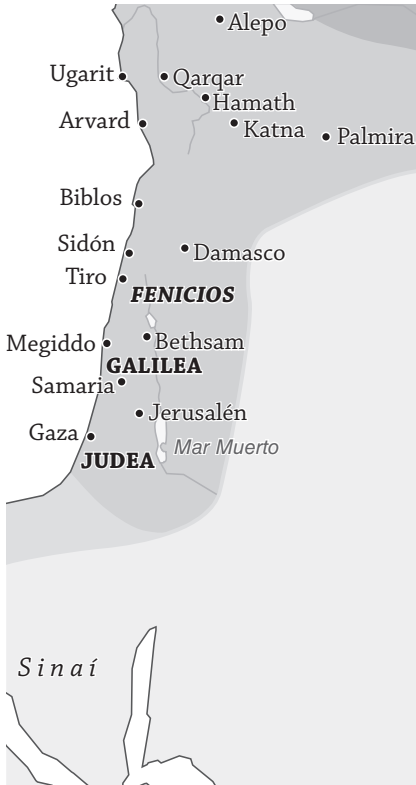 Alepo
Ugarit
Qarqar
Hamath
Arvard
Katna
Palmira
Biblos
Sidón
Damasco
Tiro
FENICIOS
Megiddo
Bethsam
GALILEA
Samaria
Jerusalén
Gaza
Mar Muerto
JUDEA
Sinaí